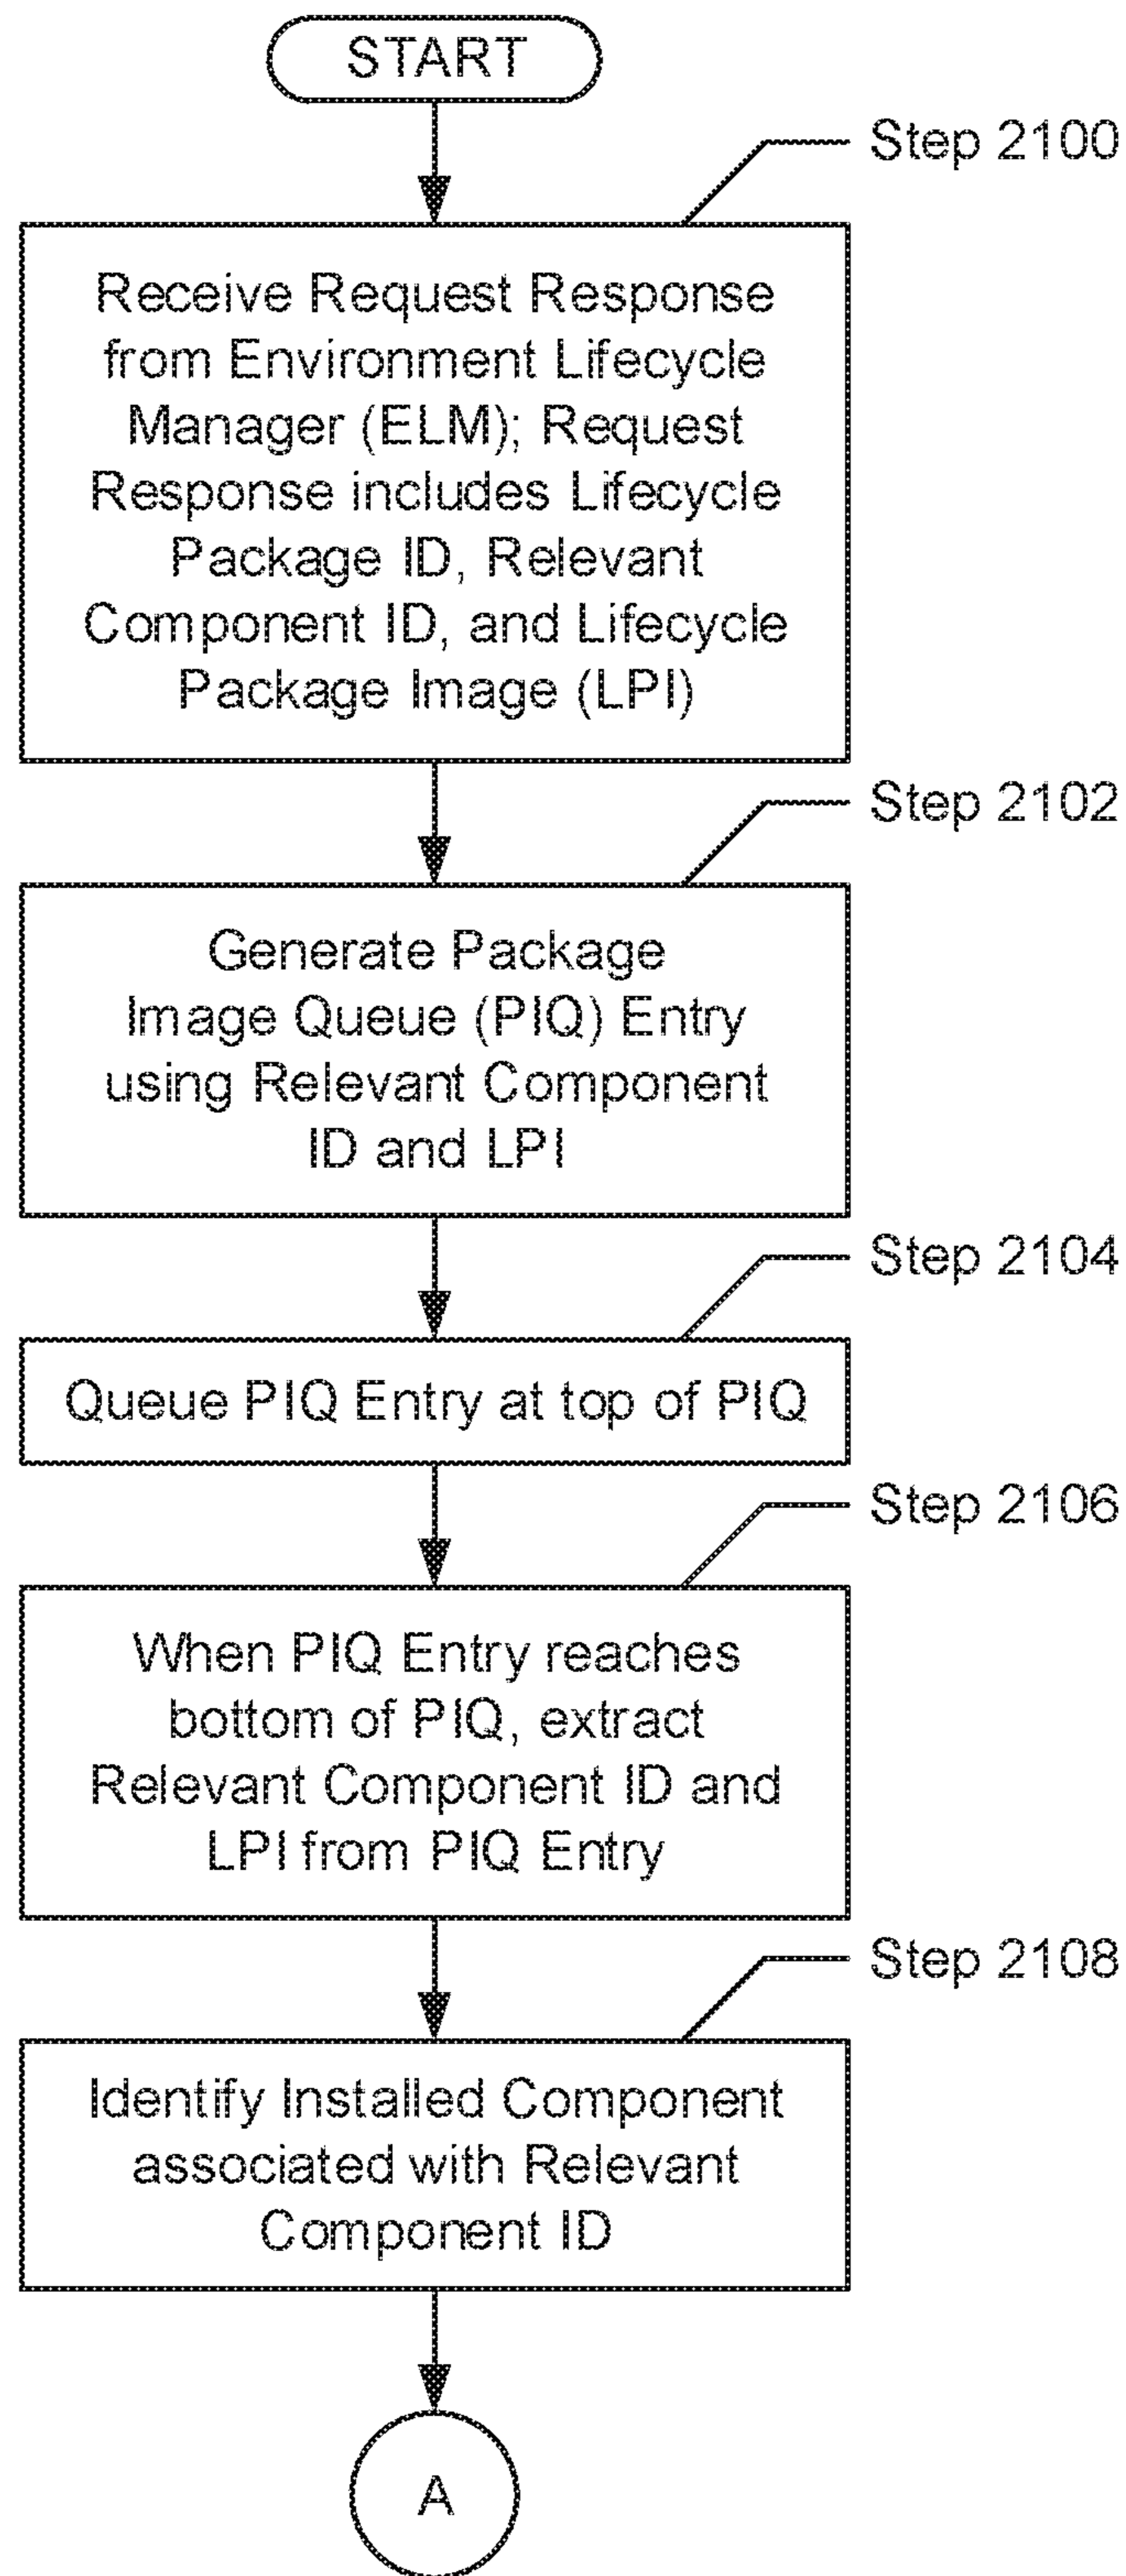 START
Step 2100
Receive Request Response
from Environment Lifecycle
Manager (ELM); Request
Response includes Lifecycle
Package ID, Relevant
Component ID, and Lifecycle
Package Image (LPI)
Step 2102
Generate Package
Image Queue (PIQ) Entry
using Relevant Component
ID and LPI
Step 2104
Queue PIQ Entry at top of PIQ
Step 2106
When PIQ Entry reaches
bottom of PIQ, extract
Relevant Component ID and
LPI from PIQ Entry
Step 2108
Identify Installed Component
associated with Relevant
Component ID
A